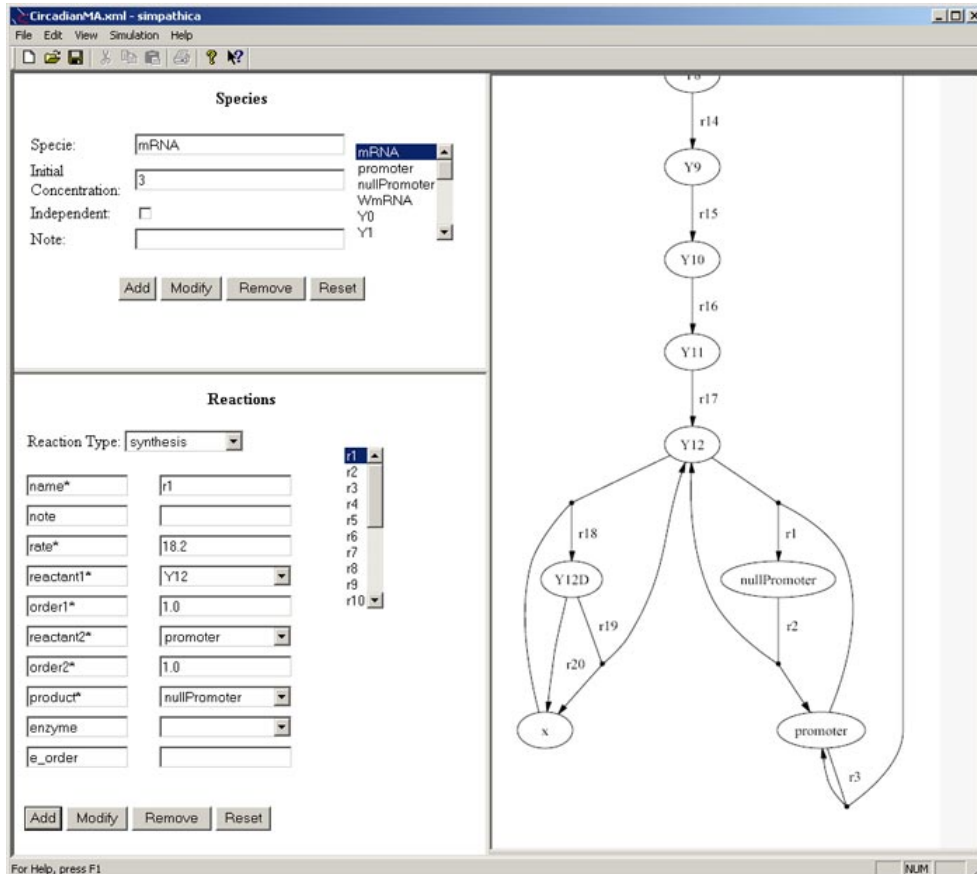 CircadianMA.xml - simpathica
File Edit View Simulation Help
Species
Specie: mRNA
Initial Concentration: 3
Independent:
Note:
mRNA
promoter
nullPromoter
WmRNA
Y0
Y1
Add Modify Remove Reset
Reactions
Reaction Type: synthesis
name* r1
note
rate* 18.2
reactant1* Y12
order1* 1.0
reactant2* promoter
order2* 1.0
product* nullPromoter
enzyme
e_order
r1
r2
r3
r4
r5
r6
r7
r8
r9
r10
Add Modify Remove Reset
r14
Y9
r15
Y10
r16
Y11
r17
Y12
r18
r1
Y12D
nullPromoter
r19
r2
r20
x
promoter
r3
For Help, press F1
NUM